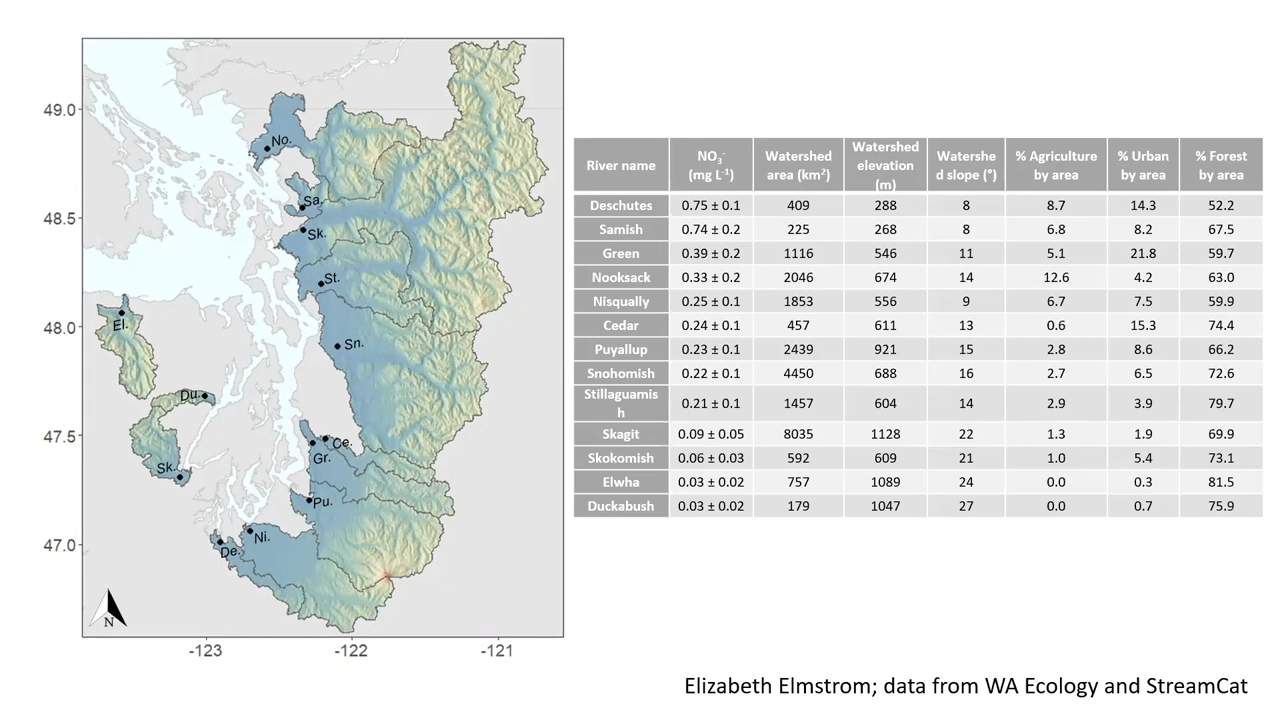 49.0
48.5
48.0
47.5
47.0
-123
-122
-121
No.
Sa.
Sk.
St.
Sn.
El.
Du.
Sk.
Ce.
Gr.
Pu.
Ni.
De.
N
River name NO₃⁻ (mg L⁻¹) Watershed area (km²) Watershed elevation (m) Watershe d slope (°) % Agriculture by area % Urban by area % Forest by area
Deschutes 0.75 ± 0.1 409 288 8 8.7 14.3 52.2
Samish 0.74 ± 0.2 225 268 8 6.8 8.2 67.5
Green 0.39 ± 0.2 1116 546 11 5.1 21.8 59.7
Nooksack 0.33 ± 0.2 2046 674 14 12.6 4.2 63.0
Nisqually 0.25 ± 0.1 1853 556 9 6.7 7.5 59.9
Cedar 0.24 ± 0.1 457 611 13 0.6 15.3 74.4
Puyallup 0.23 ± 0.1 2439 921 15 2.8 8.6 66.2
Snohomish 0.22 ± 0.1 4450 688 16 2.7 6.5 72.6
Stillaguamis h 0.21 ± 0.1 1457 604 14 2.9 3.9 79.7
Skagit 0.09 ± 0.05 8035 1128 22 1.3 1.9 69.9
Skokomish 0.06 ± 0.03 592 609 21 1.0 5.4 73.1
Elwha 0.03 ± 0.02 757 1089 24 0.0 0.3 81.5
Duckabush 0.03 ± 0.02 179 1047 27 0.0 0.7 75.9
Elizabeth Elmstrom; data from WA Ecology and StreamCat